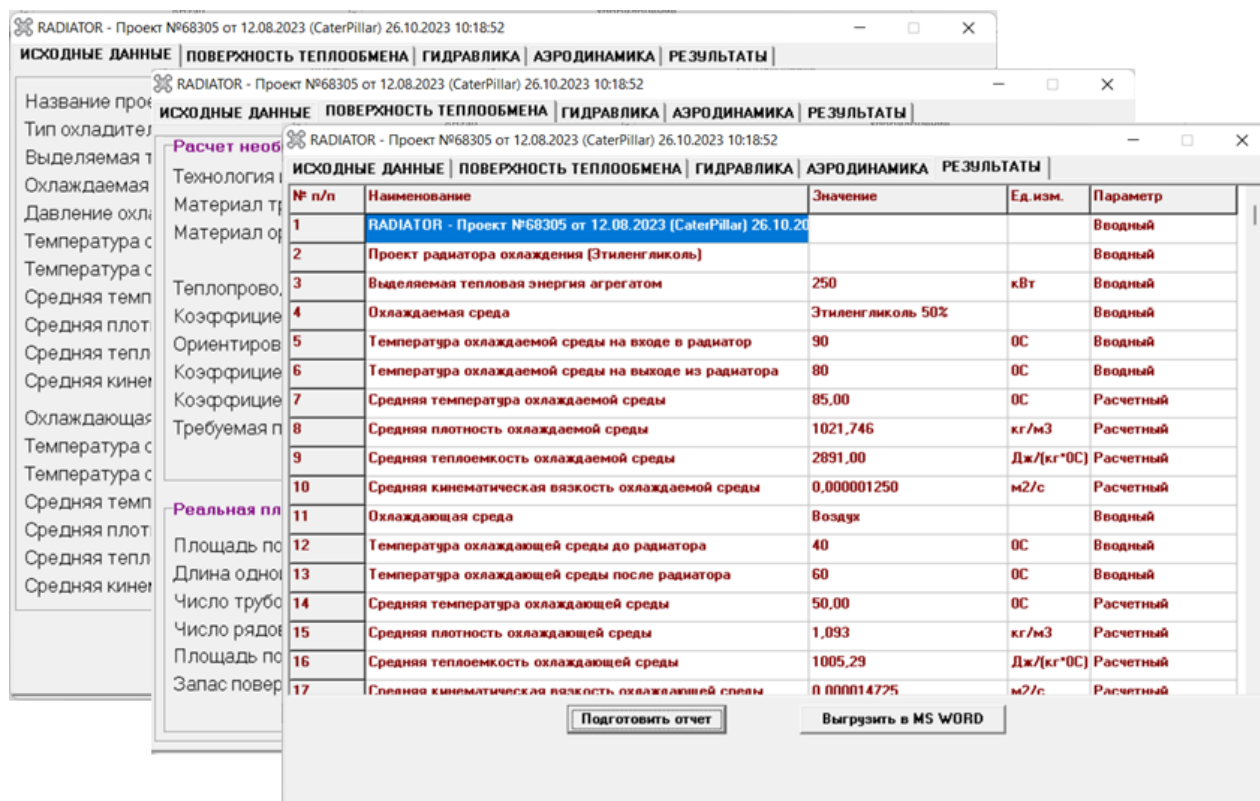 RADIATOR - Проект №68305 от 12.08.2023 (CaterPillar) 26.10.2023 10:18:52
ИСХОДНЫЕ ДАННЫЕ ПОВЕРХНОСТЬ ТЕПЛООБМЕНА ГИДРАВЛИКА АЭРОДИНАМИКА РЕЗУЛЬТАТЫ
Название прое
Тип охладител
Выделяемая т
Охлаждаемая
Давление охла
Температура о
Температура о
Средняя темп
Средняя плот
Средняя тепл
Средняя кинем
Охлаждающая
Температура о
Температура о
Средняя темп
Средняя плот
Средняя тепл
Средняя кинем
RADIATOR - Проект №68305 от 12.08.2023 (CaterPillar) 26.10.2023 10:18:52
ИСХОДНЫЕ ДАННЫЕ ПОВЕРХНОСТЬ ТЕПЛООБМЕНА ГИДРАВЛИКА АЭРОДИНАМИКА РЕЗУЛЬТАТЫ
Расчет необ
Технология
Материал тр
Материал ор
Теплопрово
Коэффицие
Ориентиров
Коэффицие
Коэффицие
Требуемая п
Реальная пл
Площадь по
Длина одно
Число трубо
Число рядов
Площадь по
Запас повер
RADIATOR - Проект №68305 от 12.08.2023 (CaterPillar) 26.10.2023 10:18:52
ИСХОДНЫЕ ДАННЫЕ ПОВЕРХНОСТЬ ТЕПЛООБМЕНА ГИДРАВЛИКА АЭРОДИНАМИКА РЕЗУЛЬТАТЫ
№ п/п Наименование Значение Ед.изм. Параметр
1 RADIATOR - Проект №68305 от 12.08.2023 (CaterPillar) 26.10.20 Вводный
2 Проект радиатора охлаждения (Этиленгликоль) Вводный
3 Выделяемая тепловая энергия агрегатом 250 кВт Вводный
4 Охлаждаемая среда Этиленгликоль 50% Вводный
5 Температура охлаждаемой среды на входе в радиатор 90 0С Вводный
6 Температура охлаждаемой среды на выходе из радиатора 80 0С Вводный
7 Средняя температура охлаждаемой среды 85,00 0С Расчетный
8 Средняя плотность охлаждаемой среды 1021,746 кг/м3 Расчетный
9 Средняя теплоемкость охлаждаемой среды 2891,00 Дж/(кг*0С) Расчетный
10 Средняя кинематическая вязкость охлаждаемой среды 0,000001250 м2/с Расчетный
11 Охлаждающая среда Воздух Вводный
12 Температура охлаждающей среды до радиатора 40 0С Вводный
13 Температура охлаждающей среды после радиатора 60 0С Вводный
14 Средняя температура охлаждающей среды 50,00 0С Расчетный
15 Средняя плотность охлаждающей среды 1,093 кг/м3 Расчетный
16 Средняя теплоемкость охлаждающей среды 1005,29 Дж/(кг*0С) Расчетный
17 Средняя кинематическая вязкость охлаждающей среды 0,000014725 м2/с Расчетный
Подготовить отчет Выгрузить в MS WORD